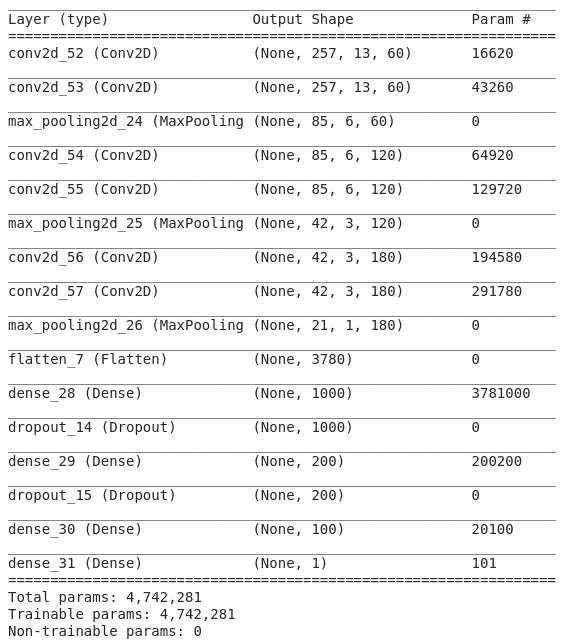 Layer (type) Output Shape Param #
=================================================================
conv2d_52 (Conv2D) (None, 257, 13, 60) 16620
conv2d_53 (Conv2D) (None, 257, 13, 60) 43260
max_pooling2d_24 (MaxPooling (None, 85, 6, 60) 0
conv2d_54 (Conv2D) (None, 85, 6, 120) 64920
conv2d_55 (Conv2D) (None, 85, 6, 120) 129720
max_pooling2d_25 (MaxPooling (None, 42, 3, 120) 0
conv2d_56 (Conv2D) (None, 42, 3, 180) 194580
conv2d_57 (Conv2D) (None, 42, 3, 180) 291780
max_pooling2d_26 (MaxPooling (None, 21, 1, 180) 0
flatten_7 (Flatten) (None, 3780) 0
dense_28 (Dense) (None, 1000) 3781000
dropout_14 (Dropout) (None, 1000) 0
dense_29 (Dense) (None, 200) 200200
dropout_15 (Dropout) (None, 200) 0
dense_30 (Dense) (None, 100) 20100
dense_31 (Dense) (None, 1) 101
=================================================================
Total params: 4,742,281
Trainable params: 4,742,281
Non-trainable params: 0